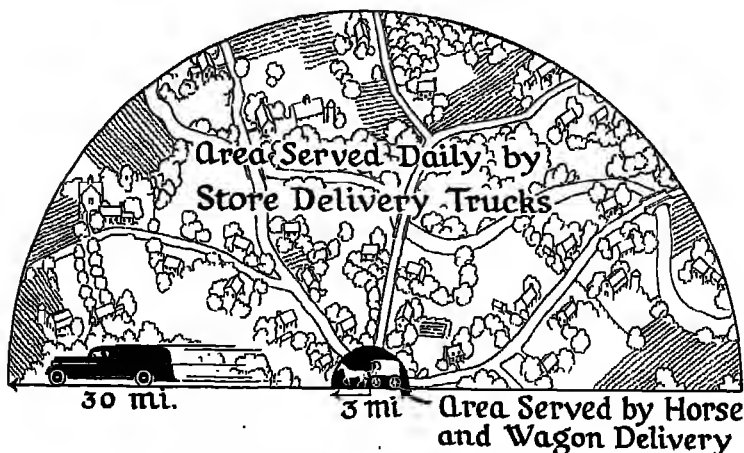 Area Served Daily by
Store Delivery Trucks
30 mi.
3 mi
Area Served by Horse
and Wagon Delivery